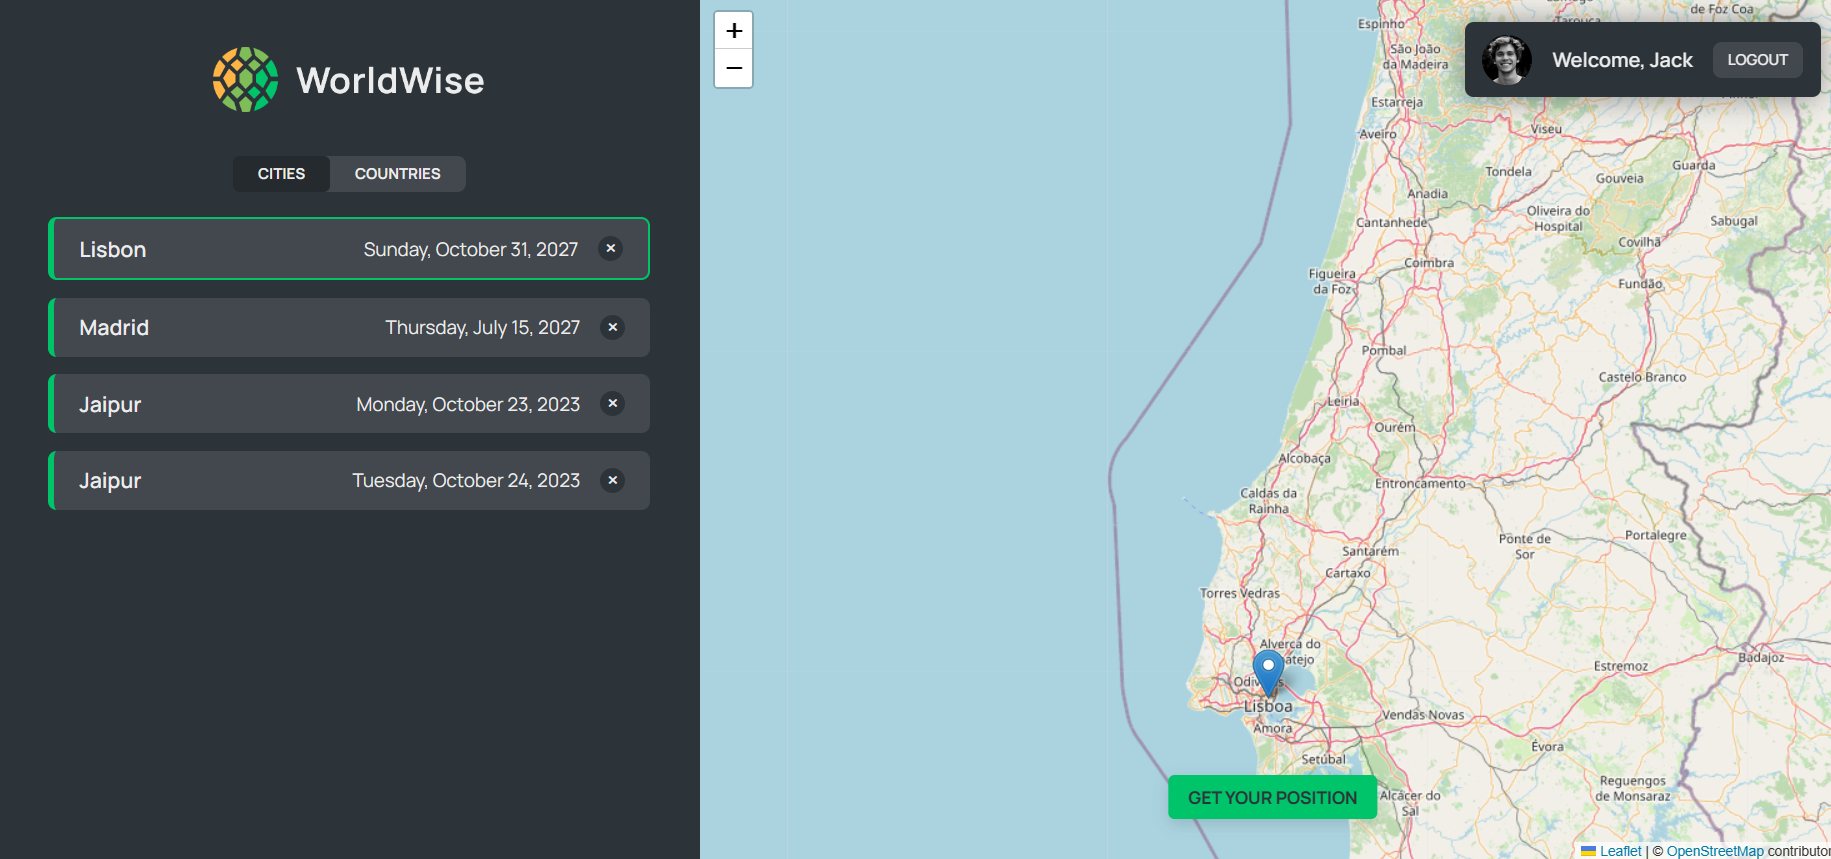 WorldWise
CITIES
COUNTRIES
Lisbon
Sunday, October 31, 2027
Madrid
Thursday, July 15, 2027
Jaipur
Monday, October 23, 2023
Jaipur
Tuesday, October 24, 2023
+
−
Welcome, Jack
LOGOUT
de Foz Coa
Espinho
São João
da Madeira
Estarreja
Viseu
Aveiro
Guarda
Tondela
Gouveia
Anadia
Oliveira do
Hospital
Sabugal
Cantanhede
Covilhã
Coimbra
Figueira
da Foz
Fundão
Pombal
Castelo Branco
Leiria
Ourém
Alcobaça
Entroncamento
Caldas da
Rainha
Ponte de
Sor
Portalegre
Santarém
Cartaxo
Torres Vedras
Alverca do
Estremoz
Badajoz
Lisboa
Vendas Novas
Amora
Évora
Setúbal
Reguengos
de Monsaraz
Alcácer do
Sal
GET YOUR POSITION
Leaflet | © OpenStreetMap contributor